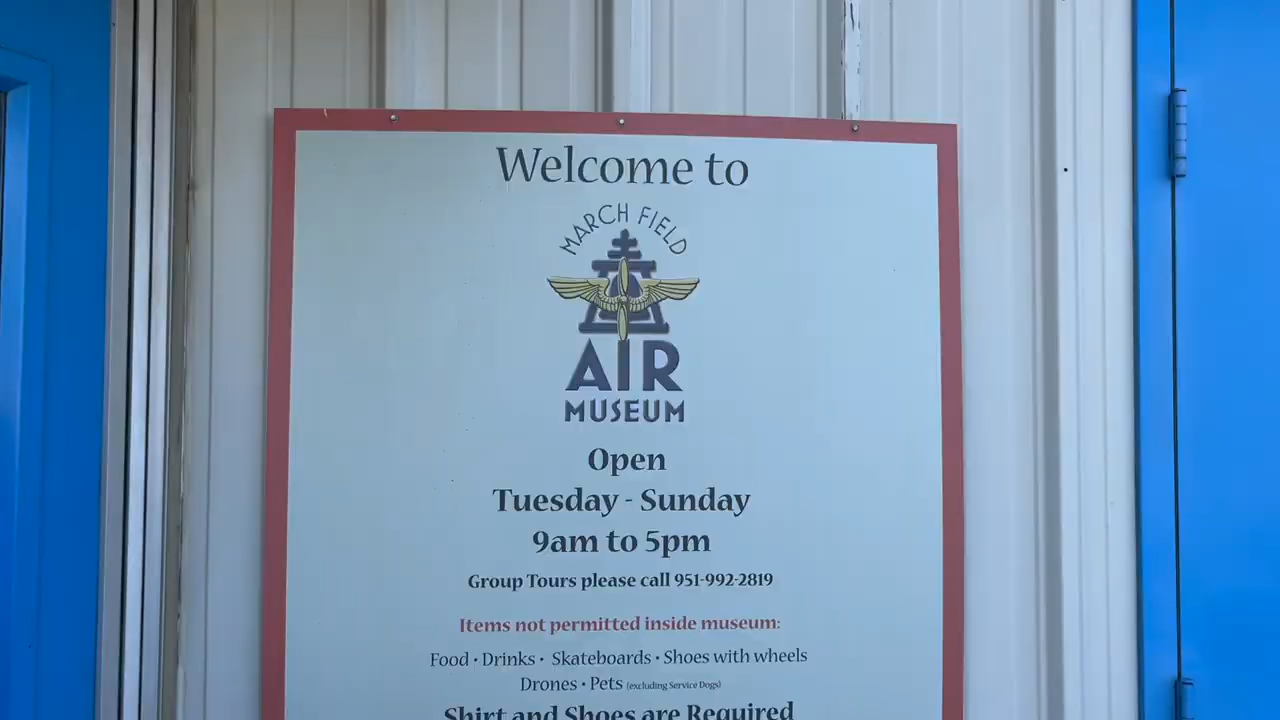 Welcome to
MARCH FIELD
AIR
MUSEUM
Open
Tuesday - Sunday
9am to 5pm
Group Tours please call 951-992-2819
Items not permitted inside museum:
Food • Drinks • Skateboards • Shoes with wheels
Drones • Pets (excluding Service Dogs)
Shirt and Shoes are Required